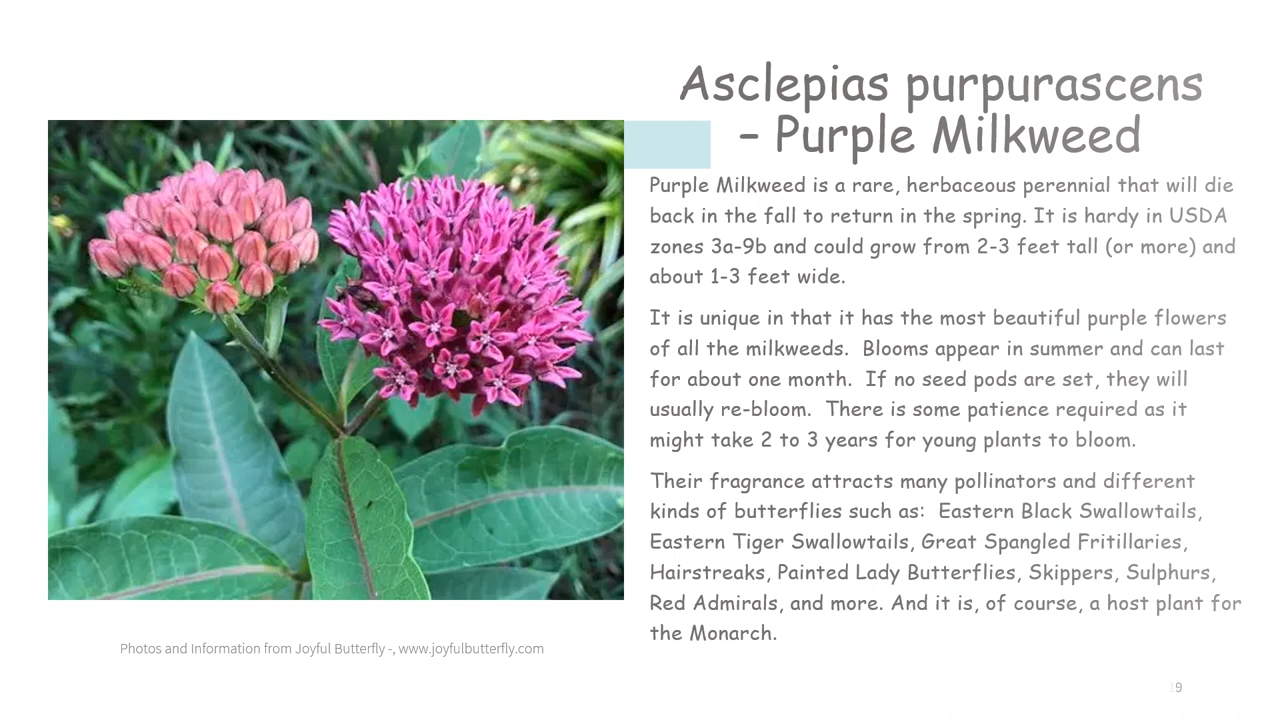 Asclepias purpurascens
– Purple Milkweed
Purple Milkweed is a rare, herbaceous perennial that will die
back in the fall to return in the spring. It is hardy in USDA
zones 3a-9b and could grow from 2-3 feet tall (or more) and
about 1-3 feet wide.
It is unique in that it has the most beautiful purple flowers
of all the milkweeds.  Blooms appear in summer and can last
for about one month.  If no seed pods are set, they will
usually re-bloom.  There is some patience required as it
might take 2 to 3 years for young plants to bloom.
Their fragrance attracts many pollinators and different
kinds of butterflies such as:  Eastern Black Swallowtails,
Eastern Tiger Swallowtails, Great Spangled Fritillaries,
Hairstreaks, Painted Lady Butterflies, Skippers, Sulphurs,
Red Admirals, and more. And it is, of course, a host plant for
the Monarch.
Photos and Information from Joyful Butterfly -, www.joyfulbutterfly.com
19